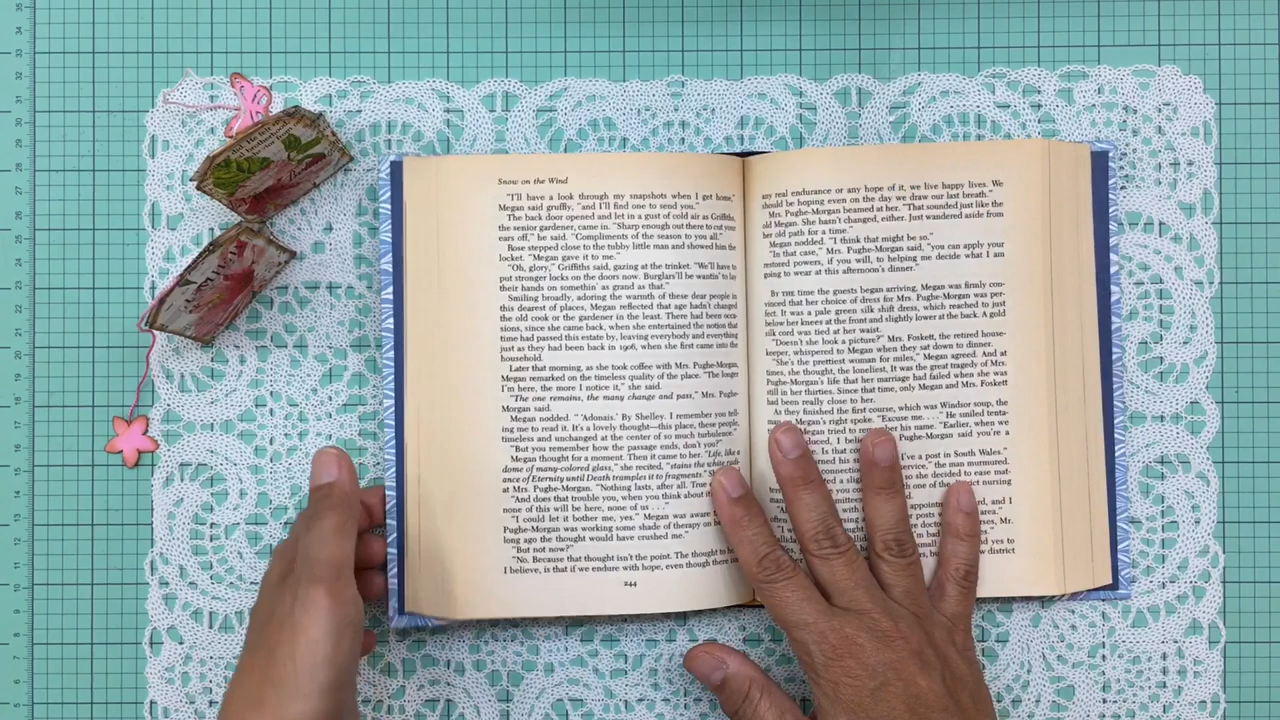 Snow on the Wind
"I'll have a look through my snapshots when I get home,"
Megan said gruffly, "and I'll find one to send you."
The back door opened and let in a gust of cold air as Griffiths,
the senior gardener, came in. "Sharp enough out there to cut your
ears off," he said. "Compliments of the season to you all."
Rose stepped close to the tubby little man and showed him the
locket. "Megan gave it to me."
"Oh, glory," Griffiths said, gazing at the trinket. "We'll have to
put stronger locks on the doors now. Burglars'll be wantin' to lay
their hands on somethin' as grand as that."
Smiling broadly, adoring the warmth of these dear people in
this dearest of places, Megan reflected that age hadn't changed
the old cook or the gardener in the least. There had been occa-
sions, since she came back, when she entertained the notion that
time had passed this estate by, leaving everybody and everything
just as they had been back in 1906, when she first came into the
household.
Later that morning, as she took coffee with Mrs. Pughe-Morgan,
Megan remarked on the timeless quality of the place. "The longer
I'm here, the more I notice it," she said.
"The one remains, the many change and pass," Mrs. Pughe-
Morgan said.
Megan nodded. " 'Adonais.' By Shelley. I remember you tell-
ing me to read it. It's a lovely thought—this place, these people,
timeless and unchanged at the center of so much turbulence."
"But you remember how the passage ends, don't you?"
Megan thought for a moment. Then it came to her. "Life, like a
dome of many-colored glass," she recited, "stains the white radi-
ance of Eternity until Death tramples it to fragments."
at Mrs. Pughe-Morgan. "Nothing lasts, after all. True
"And does that trouble you, when you think about it
none of this will be here, none of us . . ."
"I could let it bother me, yes." Megan was aware
Pughe-Morgan was working some shade of therapy on
long ago the thought would have crushed me."
"But not now?"
"No. Because that thought isn't the point. The thought to
I believe, is that if we endure with hope, even though there
244
any real endurance or any hope of it, we live happy lives. We
should be hoping even on the day we draw our last breath."
Mrs. Pughe-Morgan beamed at her. "That sounded just like the
old Megan. She hasn't changed, either. Just wandered aside from
her old path for a time."
Megan nodded. "I think that might be so."
"In that case," Mrs. Pughe-Morgan said, "you can apply your
restored powers, if you will, to helping me decide what I am
going to wear at this afternoon's dinner."
BY THE time the guests began arriving, Megan was firmly con-
vinced that her choice of dress for Mrs. Pughe-Morgan was per-
fect. It was a pale green silk shift dress, which reached to just
below her knees at the front and slightly lower at the back. A gold
silk cord was tied at her waist.
"Doesn't she look a picture?" Mrs. Foskett, the retired house-
keeper, whispered to Megan when they sat down to dinner.
"She's the prettiest woman for miles," Megan agreed. And at
times, she thought, the loneliest. It was the great tragedy of Mrs.
Pughe-Morgan's life that her marriage had failed when she was
still in her thirties. Since that time, only Megan and Mrs. Foskett
had been really close to her.
As they finished the first course, which was Windsor soup, the
man Megan's right spoke. "Excuse me. . . ." He smiled tenta-
Megan tried to remember his name. "Earlier, when we
duced, I believe Pughe-Morgan said you're a
I've a post in South Wales."
service," the man murmured.
so she decided to ease mat-